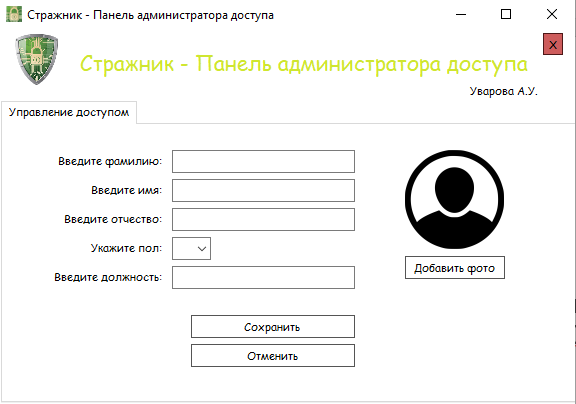 Стражник - Панель администратора доступа
Стражник - Панель администратора доступа
x
Уварова А.У.
Управление доступом
Введите фамилию:
Введите имя:
Введите отчество:
Укажите пол:
Введите должность:
Добавить фото
Сохранить
Отменить